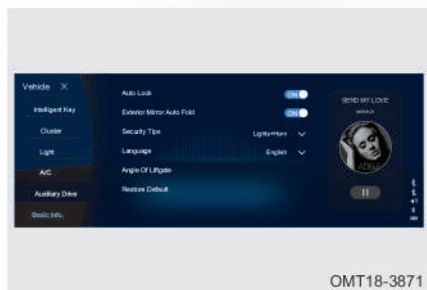 Vehicle X
Intelligent Key
Cluster
Light
A/C
Auxiliary Drive
Basic Info.
Auto Lock ON
Exterior Mirror Auto Fold ON
Security Tips Lights+Horn
Language English
Angle Of Liftgate
Restore Default
SEND MY LOVE
ADELE
OMT18-3871